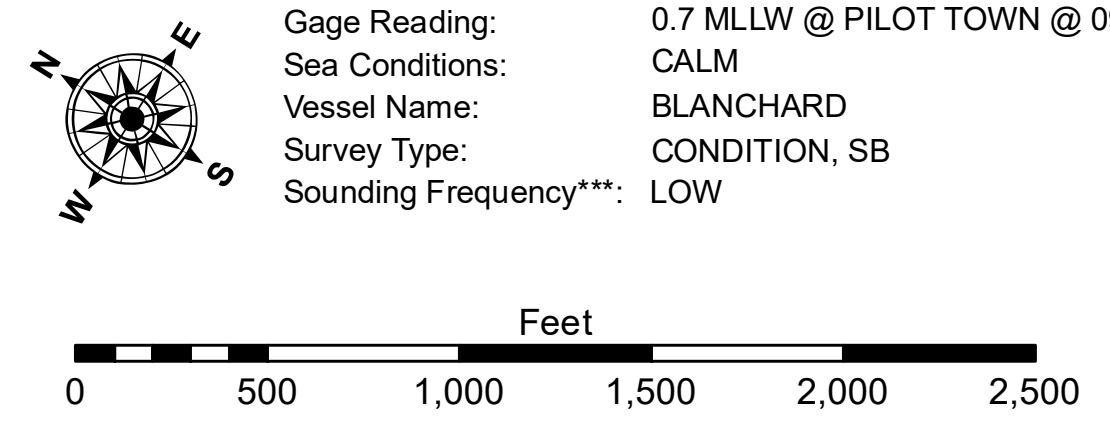 N
E
S
W
Gage Reading: 0.7 MLLW @ PILOT TOWN @
Sea Conditions: CALM
Vessel Name: BLANCHARD
Survey Type: CONDITION, SB
Sounding Frequency***: LOW
Feet
0 500 1,000 1,500 2,000 2,500